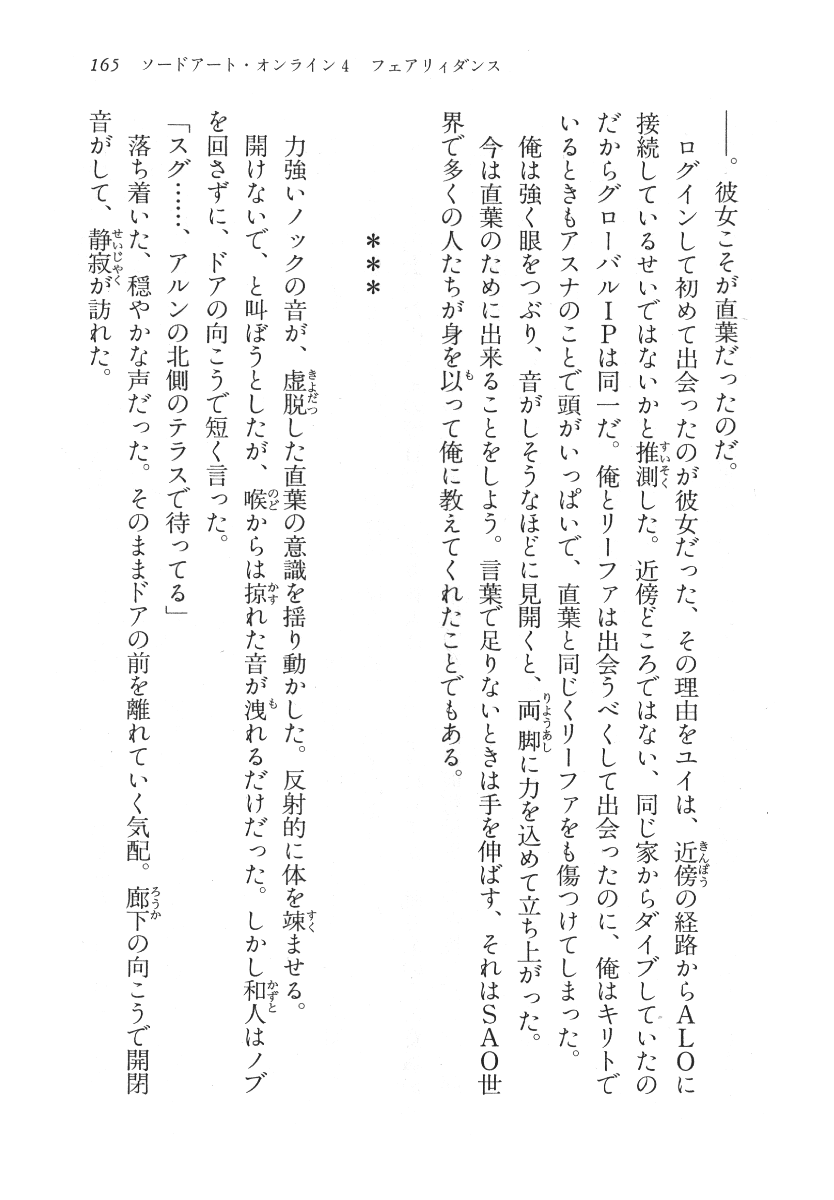 165　ソードアート・オンライン4　フェアリィダンス
――。彼女こそが直葉だったのだ。
　ログインして初めて出会ったのが彼女だった、その理由をユイは、近傍の経路からＡＬＯに
接続しているせいではないかと推測した。近傍どころではない、同じ家からダイブしていたの
だからグローバルＩＰは同一だ。俺とリーファは出会うべくして出会ったのに、俺はキリトで
いるときもアスナのことで頭がいっぱいで、直葉と同じくリーファをも傷つけてしまった。
　俺は強く眼をつぶり、音がしそうなほどに見開くと、両脚に力を込めて立ち上がった。
　今は直葉のために出来ることをしよう。言葉で足りないときは手を伸ばす、それはＳＡＯ世
界で多くの人たちが身を以って俺に教えてくれたことでもある。
＊＊＊
　力強いノックの音が、虚脱した直葉の意識を揺り動かした。反射的に体を竦ませる。
　開けないで、と叫ぼうとしたが、喉からは掠れた音が洩れるだけだった。しかし和人はノブ
を回さずに、ドアの向こうで短く言った。
「スグ……、アルンの北側のテラスで待ってる」
　落ち着いた、穏やかな声だった。そのままドアの前を離れていく気配。廊下の向こうで開閉
音がして、静寂が訪れた。